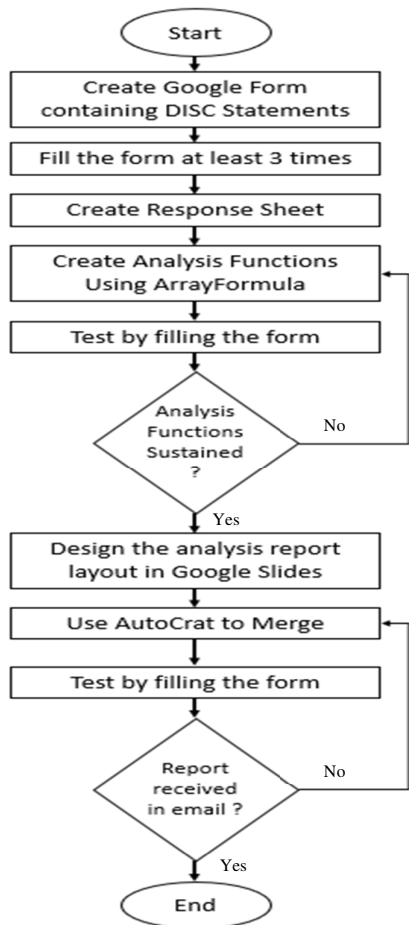 Start
Create Google Form
containing DISC Statements
Fill the form at least 3 times
Create Response Sheet
Create Analysis Functions
Using ArrayFormula
Test by filling the form
Analysis
Functions
Sustained
?
No
Yes
Design the analysis report
layout in Google Slides
Use AutoCrat to Merge
Test by filling the form
Report
received
in email ?
No
Yes
End